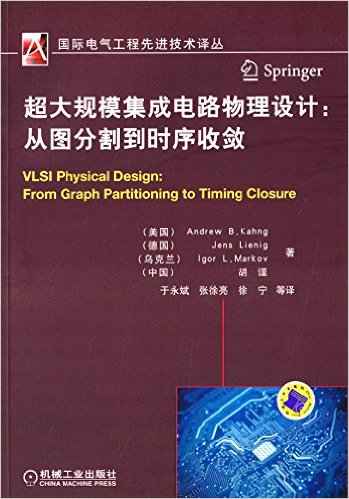 国际电气工程先进技术译丛
Springer
超大规模集成电路物理设计：
从图分割到时序收敛
VLSI Physical Design:
From Graph Partitioning to Timing Closure
（美国） Andrew B.Kahng
（德国） Jens Lienig
（乌克兰） Igor L.Markov 著
（中国） 胡 谨
于永斌 张徐亮 徐 宁 等译
机械工业出版社
CHINA MACHINE PRESS